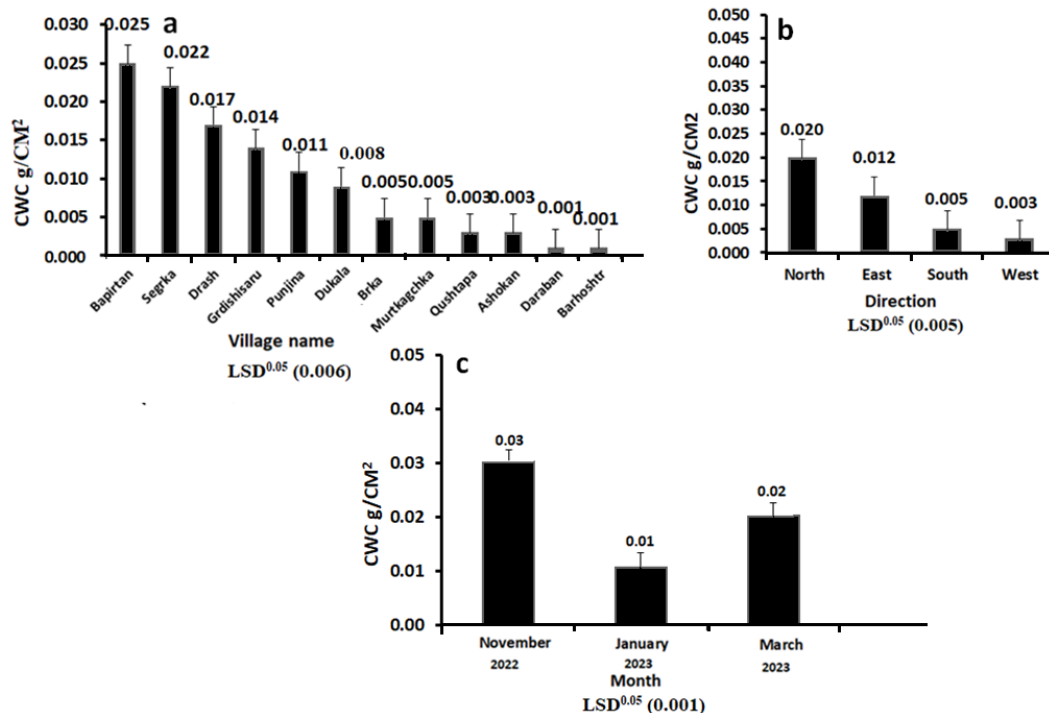 a
CWC g/CM²
0.030
0.025
0.020
0.015
0.010
0.005
0.000
0.025
0.022
0.017
0.014
0.011
0.008
0.005
0.005
0.003
0.003
0.001
0.001
Bapirtan
Segrka
Drash
Grdishisaru
Punjina
Dukala
Brka
Murtkagchka
Qushtapa
Ashokan
Daraban
Barhoshtr
Village name
LSD0.05 (0.006)
b
CWC g/CM2
0.050
0.045
0.040
0.035
0.030
0.025
0.020
0.015
0.010
0.005
0.000
0.020
0.012
0.005
0.003
North
East
South
West
Direction
LSD0.05 (0.005)
c
CWC g/CM²
0.05
0.04
0.03
0.02
0.01
0.00
0.03
0.01
0.02
November
2022
January
2023
March
2023
Month
LSD0.05 (0.001)